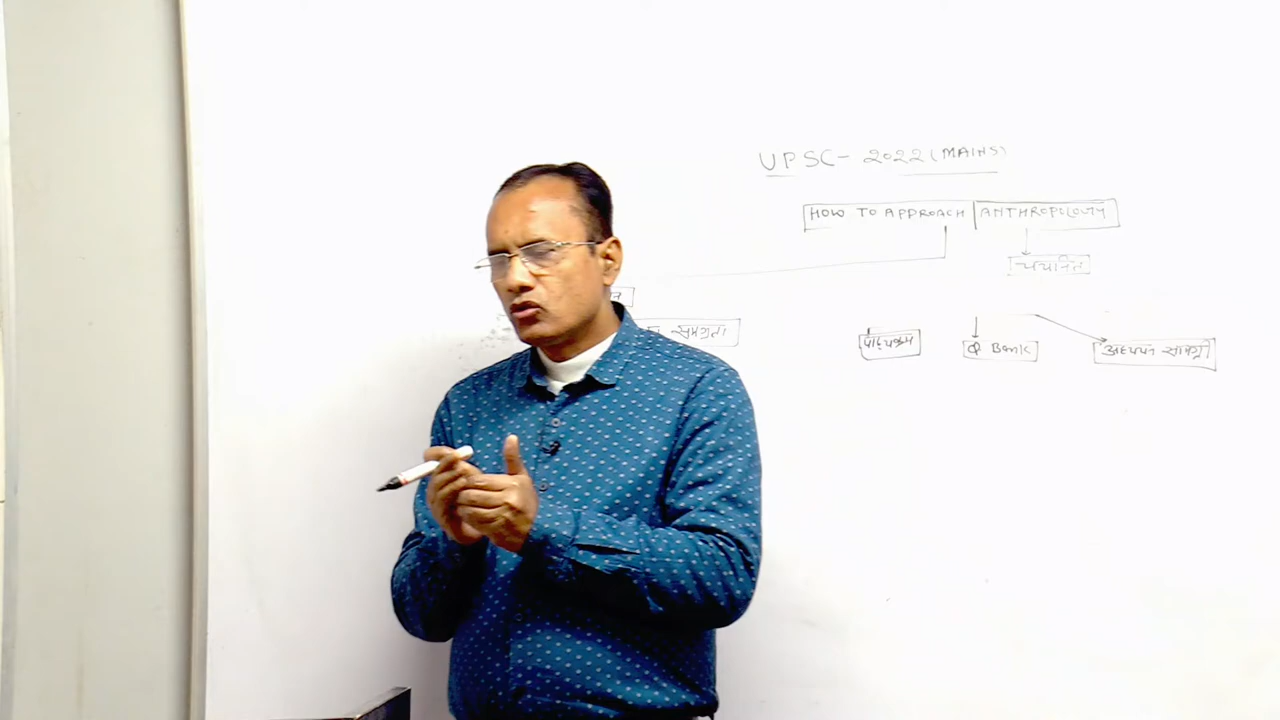 UPSC- 2022 (MAINS)
HOW TO APPROACH ANTHROPOLOGY
चयनित
समग्रता
पाठ्यक्रम Q Bank अध्ययन सामग्री